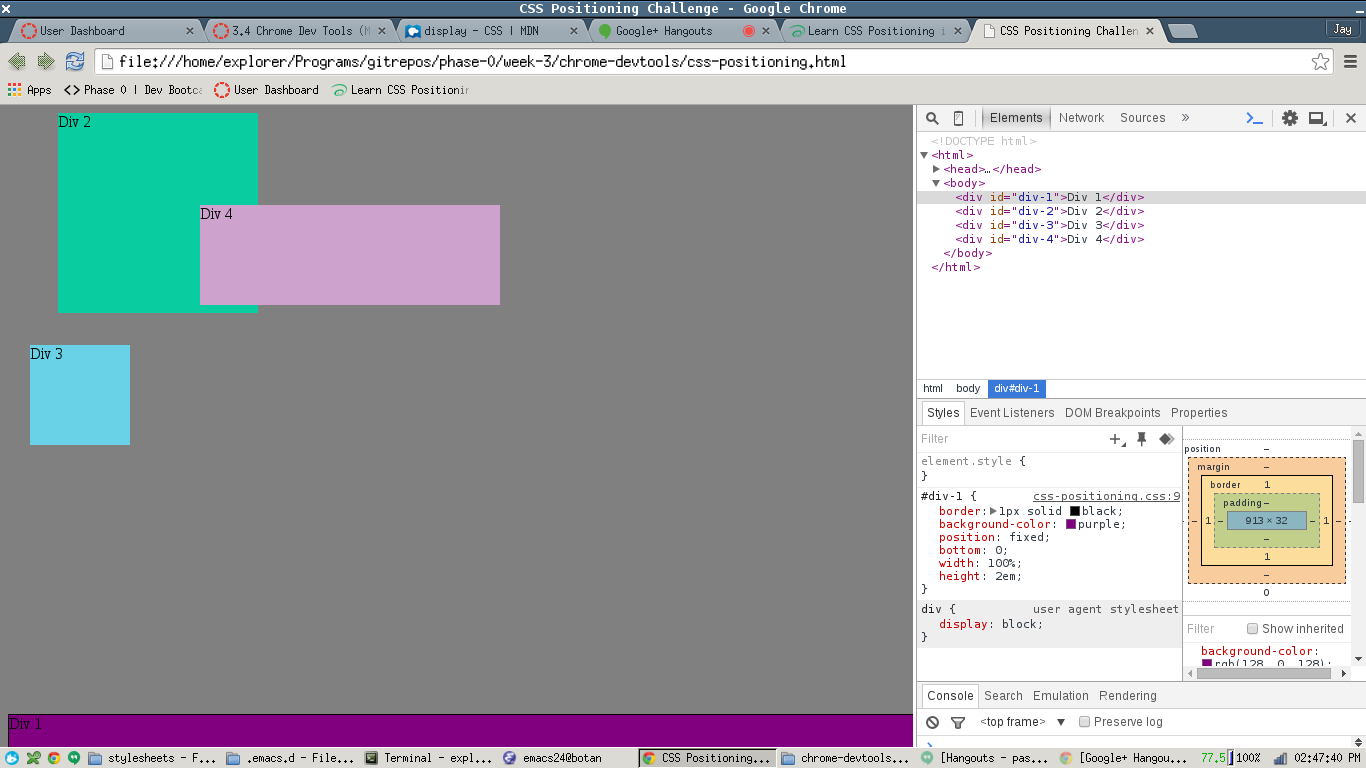 CSS Positioning Challenge - Google Chrome
User Dashboard
3.4 Chrome Dev Tools (M
display - CSS | MDN
Google+ Hangouts
Learn CSS Positioning i
CSS Positioning Challen
Jay
file:///home/explorer/Programs/gitrepos/phase-0/week-3/chrome-devtools/css-positioning.html
Apps
<> Phase 0 | Dev Bootca
User Dashboard
Learn CSS Positionin
Div 2
Div 4
Div 3
Div 1
Elements Network Sources »
<!DOCTYPE html>
<html>
<head>…</head>
<body>
<div id="div-1">Div 1</div>
<div id="div-2">Div 2</div>
<div id="div-3">Div 3</div>
<div id="div-4">Div 4</div>
</body>
</html>
html body div#div-1
Styles Event Listeners DOM Breakpoints Properties
Filter
element.style {
}
#div-1 { css-positioning.css:9
border: 1px solid black;
background-color: purple;
position: fixed;
bottom: 0;
width: 100%;
height: 2em;
}
div { user agent stylesheet
display: block;
}
position –
margin –
border 1
padding –
– 1 – 913 × 32 – 1 –
–
1
–
0
Filter Show inherited
background-color:
rgb(128, 0, 128);
Console Search Emulation Rendering
<top frame> ▼ Preserve log
stylesheets - F...
.emacs.d - File...
Terminal - expl...
emacs24@botan
CSS Positioning...
chrome-devtools...
[Hangouts - pas...
[Google+ Hangou...
77.5 100% 02:47:40 PM